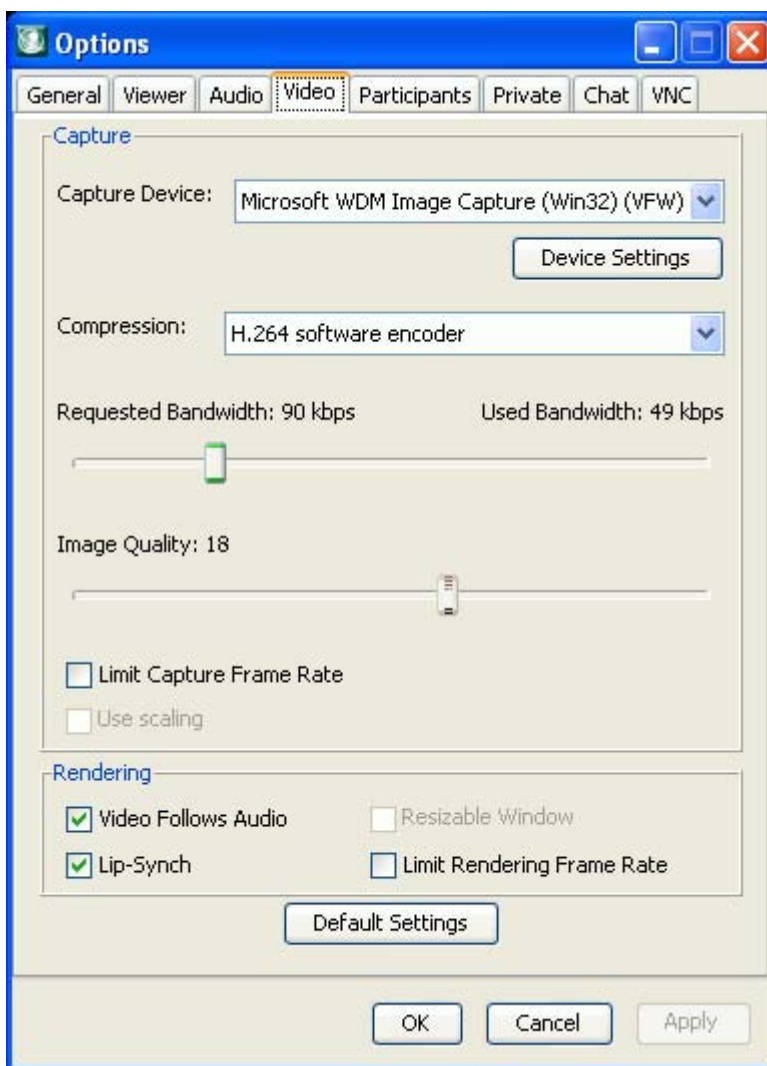 Options
General Viewer Audio Video Participants Private Chat VNC
Capture
Capture Device: Microsoft WDM Image Capture (Win32) (VFW)
Device Settings
Compression: H.264 software encoder
Requested Bandwidth: 90 kbps Used Bandwidth: 49 kbps
Image Quality: 18
Limit Capture Frame Rate
Use scaling
Rendering
Video Follows Audio Resizable Window
Lip-Synch Limit Rendering Frame Rate
Default Settings
OK Cancel Apply